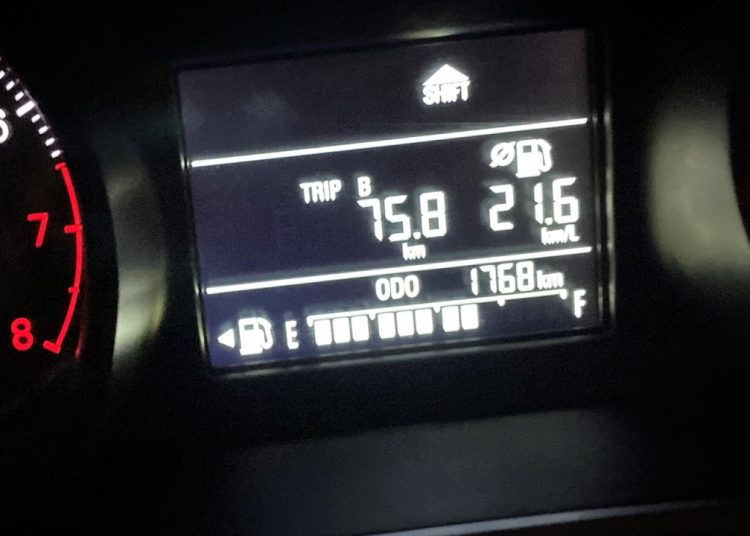 SHIFT
TRIP B
75.8 km
21.6 km/L
ODO 1768 km
E F
7
8